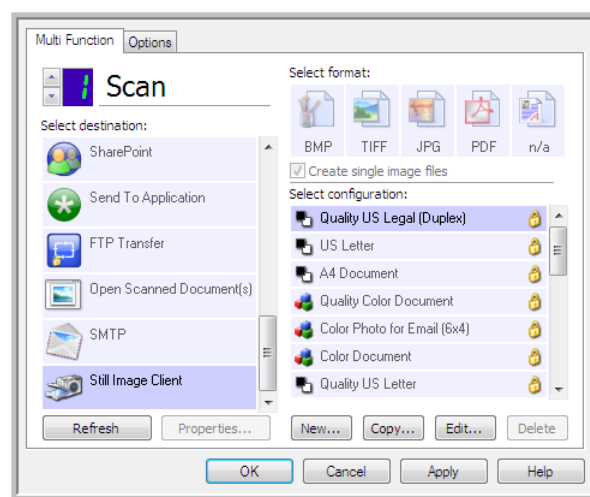 Multi Function
Options
1
Scan
Select destination:
SharePoint
Send To Application
FTP Transfer
Open Scanned Document(s)
SMTP
Still Image Client
Refresh
Properties...
Select format:
BMP
TIFF
JPG
PDF
n/a
Create single image files
Select configuration:
Quality US Legal (Duplex)
US Letter
A4 Document
Quality Color Document
Color Photo for Email (6x4)
Color Document
Quality US Letter
New...
Copy...
Edit...
Delete
OK
Cancel
Apply
Help